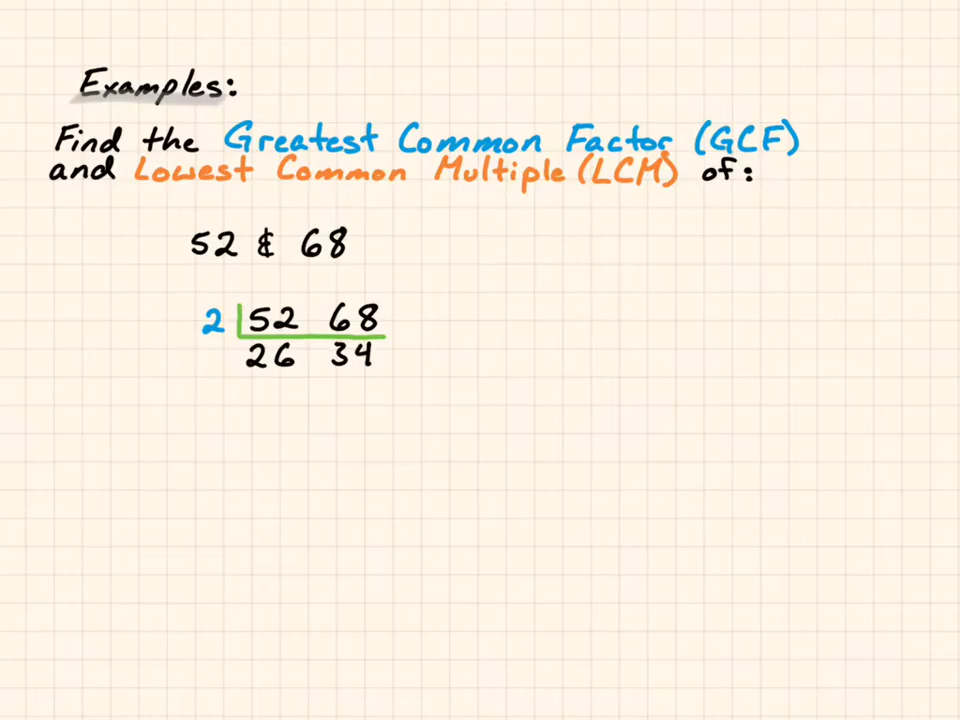 Examples:
Find the Greatest Common Factor (GCF)
and Lowest Common Multiple (LCM) of:
52 & 68
2 52 68
26 34